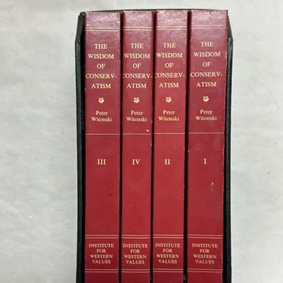 THE
WISDOM
OF
CONSERV-
ATISM
Peter
Witonski
III
INSTITUTE
FOR
WESTERN
VALUES
THE
WISDOM
OF
CONSERV-
ATISM
Peter
Witonski
IV
INSTITUTE
FOR
WESTERN
VALUES
THE
WISDOM
OF
CONSERV-
ATISM
Peter
Witonski
II
INSTITUTE
FOR
WESTERN
VALUES
THE
WISDOM
OF
CONSERV-
ATISM
Peter
Witonski
I
INSTITUTE
FOR
WESTERN
VALUES